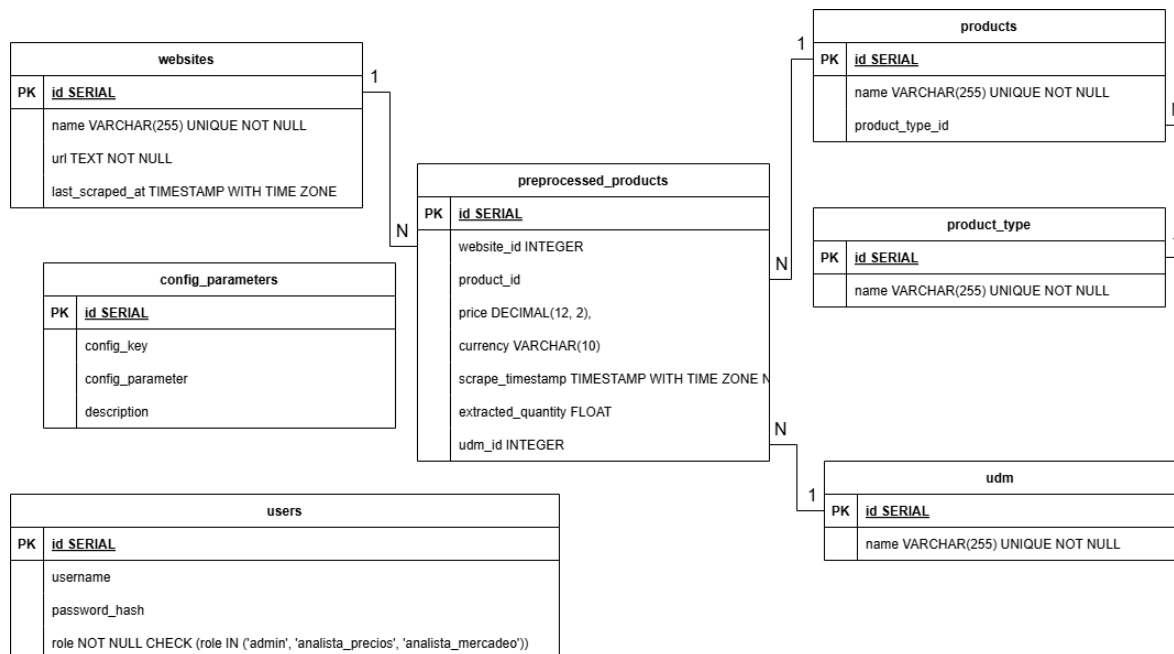 websites
PK id SERIAL
name VARCHAR(255) UNIQUE NOT NULL
url TEXT NOT NULL
last_scraped_at TIMESTAMP WITH TIME ZONE
1
N
config_parameters
PK id SERIAL
config_key
config_parameter
description
users
PK id SERIAL
username
password_hash
role NOT NULL CHECK (role IN ('admin', 'analista_precios', 'analista_mercadeo'))
preprocessed_products
PK id SERIAL
website_id INTEGER
product_id
price DECIMAL(12, 2),
currency VARCHAR(10)
scrape_timestamp TIMESTAMP WITH TIME ZONE N
extracted_quantity FLOAT
udm_id INTEGER
1
N
N
1
products
PK id SERIAL
name VARCHAR(255) UNIQUE NOT NULL
product_type_id
product_type
PK id SERIAL
name VARCHAR(255) UNIQUE NOT NULL
udm
PK id SERIAL
name VARCHAR(255) UNIQUE NOT NULL